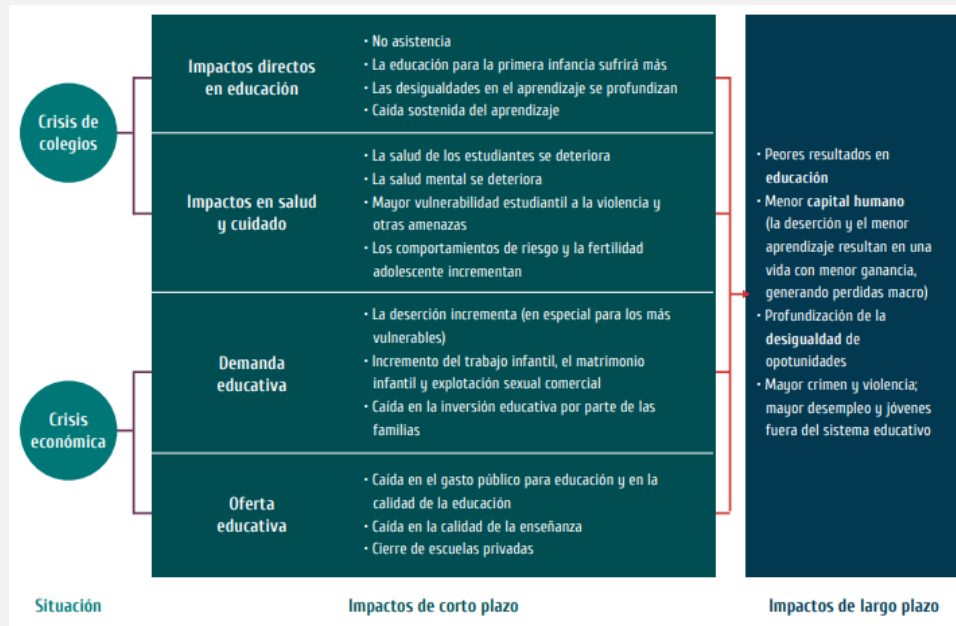 Crisis de
colegios
Impactos directos
en educación
• No asistencia
• La educación para la primera infancia sufrirá más
• Las desigualdades en el aprendizaje se profundizan
• Caída sostenida del aprendizaje
Impactos en salud
y cuidado
• La salud de los estudiantes se deteriora
• La salud mental se deteriora
• Mayor vulnerabilidad estudiantil a la violencia y
otras amenazas
• Los comportamientos de riesgo y la fertilidad
adolescente incrementan
Crisis
económica
Demanda
educativa
• La deserción incrementa (en especial para los más
vulnerables)
• Incremento del trabajo infantil, el matrimonio
infantil y explotación sexual comercial
• Caída en la inversión educativa por parte de las
familias
Oferta
educativa
• Caída en el gasto público para educación y en la
calidad de la educación
• Caída en la calidad de la enseñanza
• Cierre de escuelas privadas
• Peores resultados en
educación
• Menor capital humano
(la deserción y el menor
aprendizaje resultan en una
vida con menor ganancia,
generando perdidas macro)
• Profundización de la
desigualdad de
opotunidades
• Mayor crimen y violencia;
mayor desempleo y jóvenes
fuera del sistema educativo
Situación
Impactos de corto plazo
Impactos de largo plazo